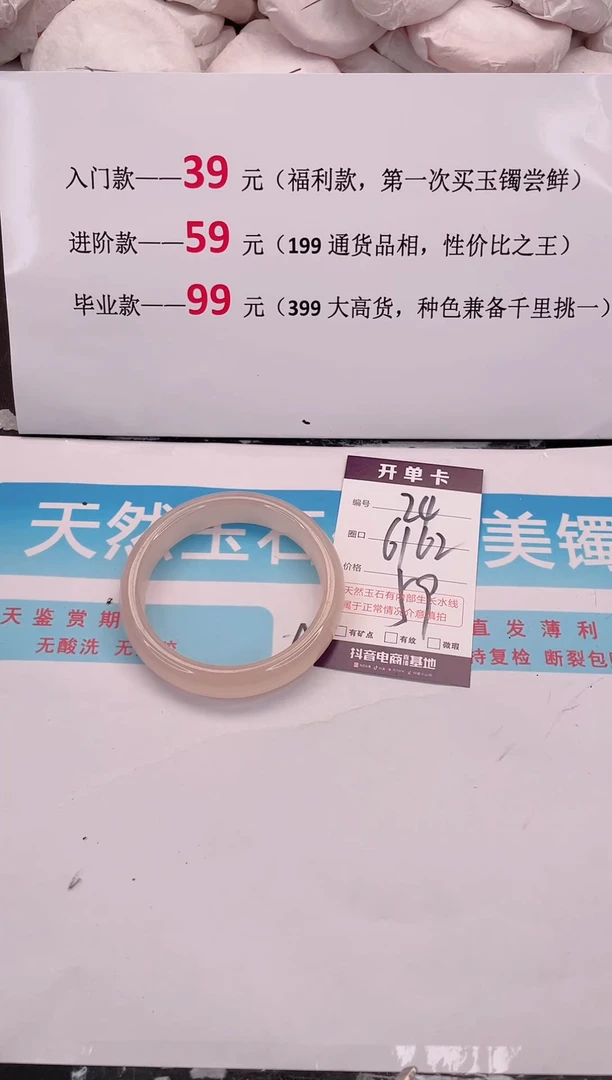 入门款——39 元（福利款，第一次买玉镯尝鲜）
进阶款——59 元（199 通货品相，性价比之王）
毕业款——99 元（399 大高货，种色兼备千里挑一）
天然玉石 美镯
天鉴赏期
无酸洗 无
开单卡
编号 24
圈口 61 62
价格 59
天然玉石有内部生长水线
属于正常情况介意慎拍
有矿点 有纹 微瑕
抖音电商直播基地
直发薄利
持复检 断裂包